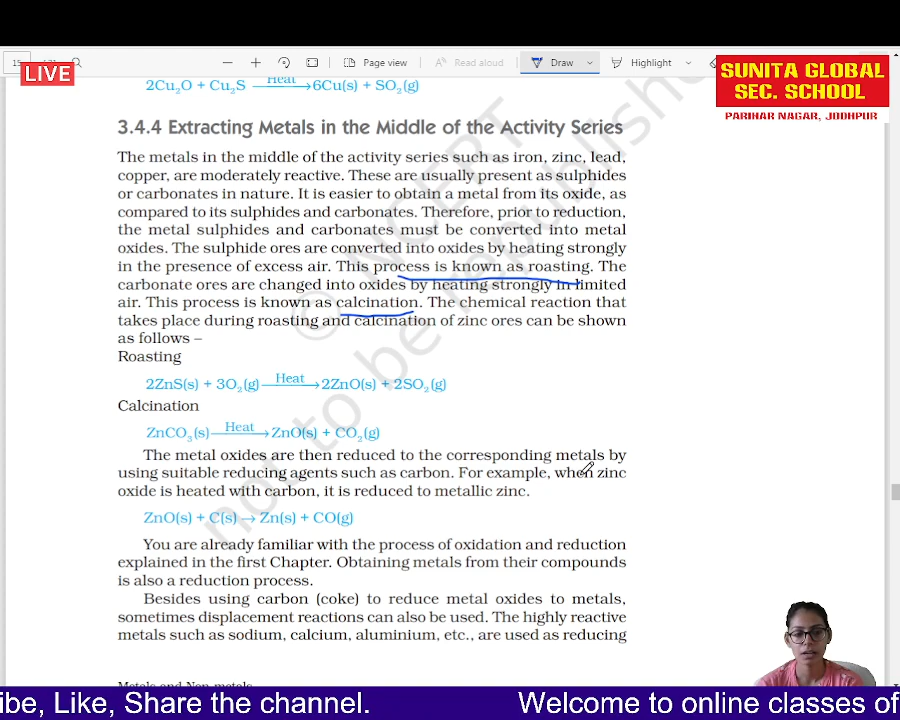 15
Page view
Read aloud
Draw
Highlight
LIVE
SUNITA GLOBAL
SEC. SCHOOL
PARIHAR NAGAR, JODHPUR
2Cu₂O + Cu₂S —Heat→ 6Cu(s) + SO₂(g)
3.4.4 Extracting Metals in the Middle of the Activity Series
The metals in the middle of the activity series such as iron, zinc, lead,
copper, are moderately reactive. These are usually present as sulphides
or carbonates in nature. It is easier to obtain a metal from its oxide, as
compared to its sulphides and carbonates. Therefore, prior to reduction,
the metal sulphides and carbonates must be converted into metal
oxides. The sulphide ores are converted into oxides by heating strongly
in the presence of excess air. This process is known as roasting. The
carbonate ores are changed into oxides by heating strongly in limited
air. This process is known as calcination. The chemical reaction that
takes place during roasting and calcination of zinc ores can be shown
as follows –
Roasting
2ZnS(s) + 3O₂(g) —Heat→ 2ZnO(s) + 2SO₂(g)
Calcination
ZnCO₃(s) —Heat→ ZnO(s) + CO₂(g)
The metal oxides are then reduced to the corresponding metals by
using suitable reducing agents such as carbon. For example, when zinc
oxide is heated with carbon, it is reduced to metallic zinc.
ZnO(s) + C(s) → Zn(s) + CO(g)
You are already familiar with the process of oxidation and reduction
explained in the first Chapter. Obtaining metals from their compounds
is also a reduction process.
Besides using carbon (coke) to reduce metal oxides to metals,
sometimes displacement reactions can also be used. The highly reactive
metals such as sodium, calcium, aluminium, etc., are used as reducing
Metals and Non-metals
© NCERT
not to be republished
ibe, Like, Share the channel.
Welcome to online classes of